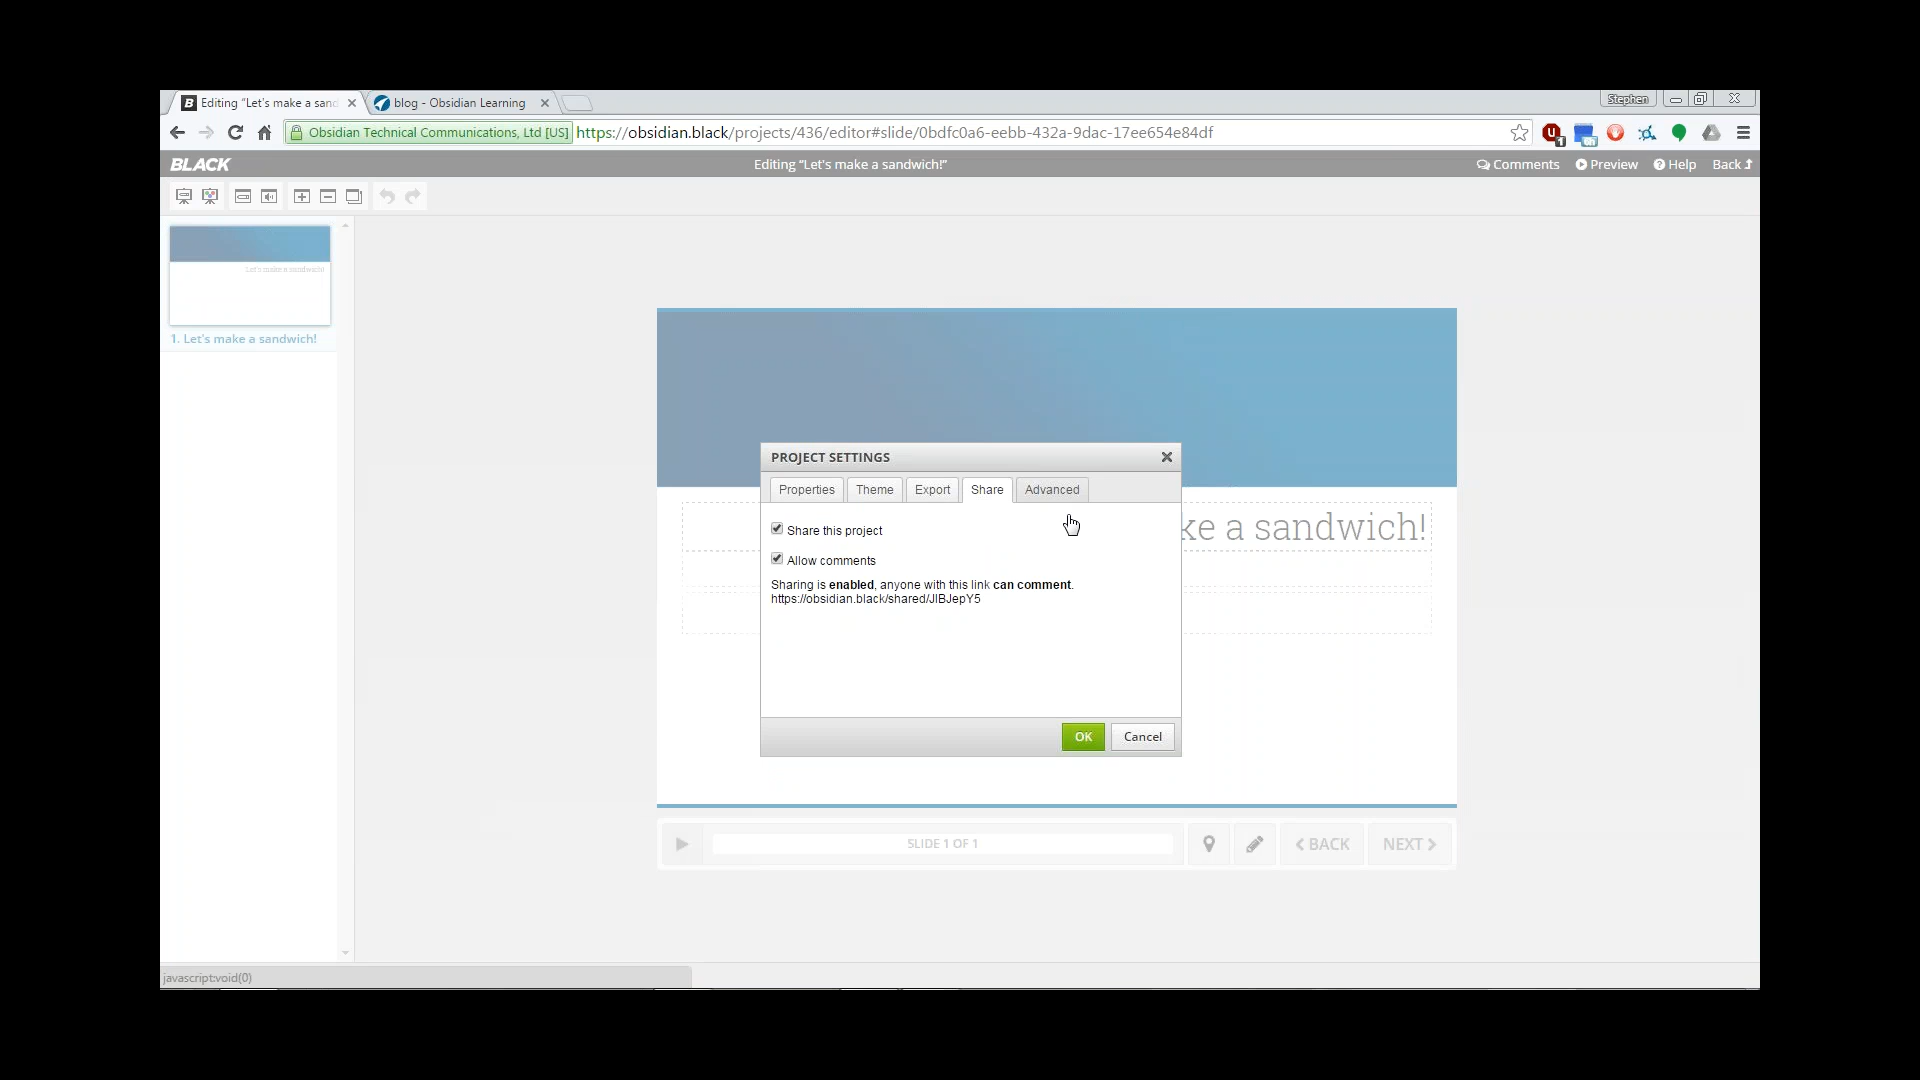 Editing "Let's make a sand
blog - Obsidian Learning
Stephen
Obsidian Technical Communications, Ltd [US]
https://obsidian.black/projects/436/editor#slide/0bdfc0a6-eebb-432a-9dac-17ee654e84df
BLACK
Editing "Let's make a sandwich!"
Comments
Preview
Help
Back
Let's make a sandwich!
1. Let's make a sandwich!
PROJECT SETTINGS
Properties
Theme
Export
Share
Advanced
Share this project
ke a sandwich!
Allow comments
Sharing is enabled, anyone with this link can comment.
https://obsidian.black/shared/JIBJepY5
OK
Cancel
SLIDE 1 OF 1
BACK
NEXT
javascript:void(0)